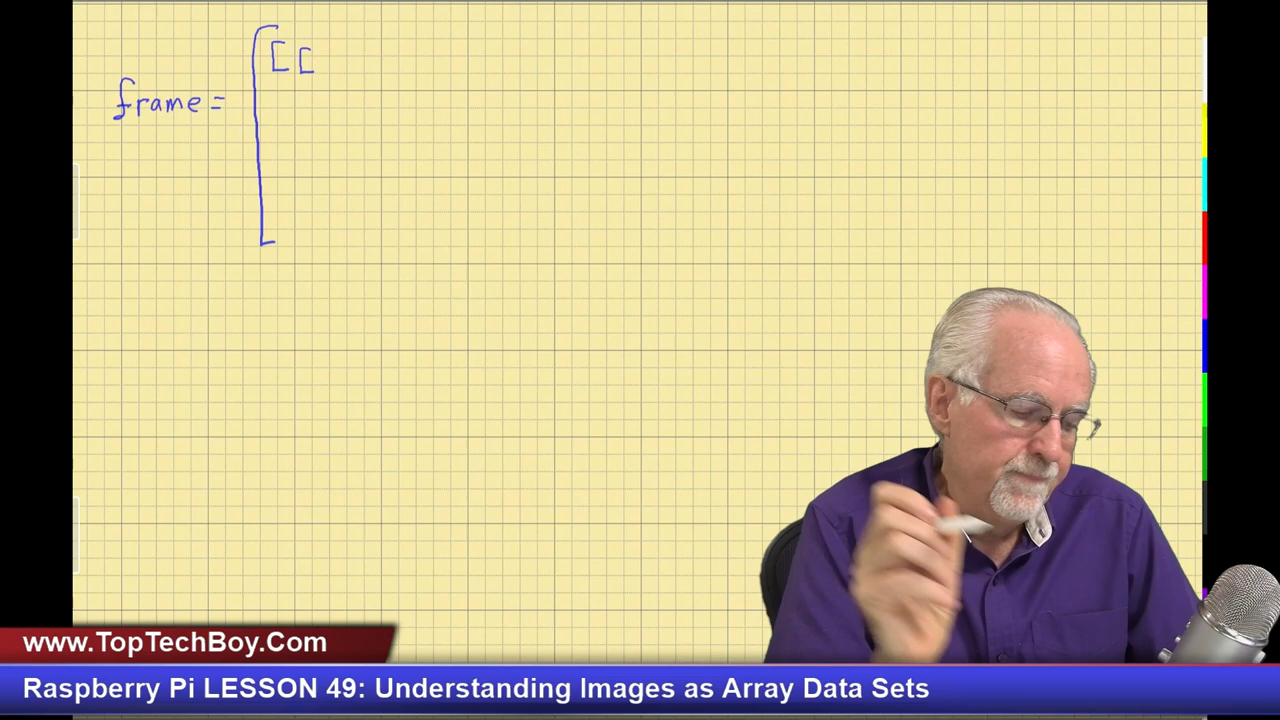 frame = [ [ [
www.TopTechBoy.Com
Raspberry Pi LESSON 49: Understanding Images as Array Data Sets